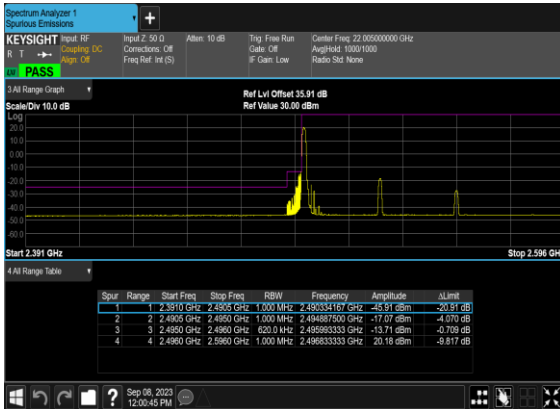 Spectrum Analyzer 1
Spurious Emissions
+
KEYSIGHT Input: RF Input Z: 50 Ω Atten: 10 dB Trig: Free Run Center Freq: 22.005000000 GHz
R T Coupling: DC Corrections: Off Gate: Off Avg|Hold: 1000/1000
Align: Off Freq Ref: Int (S) IF Gain: Low Radio Std: None
PASS
3 All Range Graph
Ref Lvl Offset 35.91 dB
Scale/Div 10.0 dB Ref Value 30.00 dBm
Log
20.0
10.0
0.00
-10.0
-20.0
-30.0
-40.0
-50.0
-60.0
Start 2.391 GHz Stop 2.596 GH
4 All Range Table
Spur Range Start Freq Stop Freq RBW Frequency Amplitude ΔLimit
1 1 2.3910 GHz 2.4905 GHz 1.000 MHz 2.490334167 GHz -45.91 dBm -20.91 dB
2 2 2.4905 GHz 2.4950 GHz 1.000 MHz 2.494887500 GHz -17.07 dBm -4.070 dB
3 3 2.4950 GHz 2.4960 GHz 620.0 kHz 2.495993333 GHz -13.71 dBm -0.709 dB
4 4 2.4960 GHz 2.5960 GHz 1.000 MHz 2.496833333 GHz 20.18 dBm -9.817 dB
?
Sep 08, 2023
12:00:45 PM